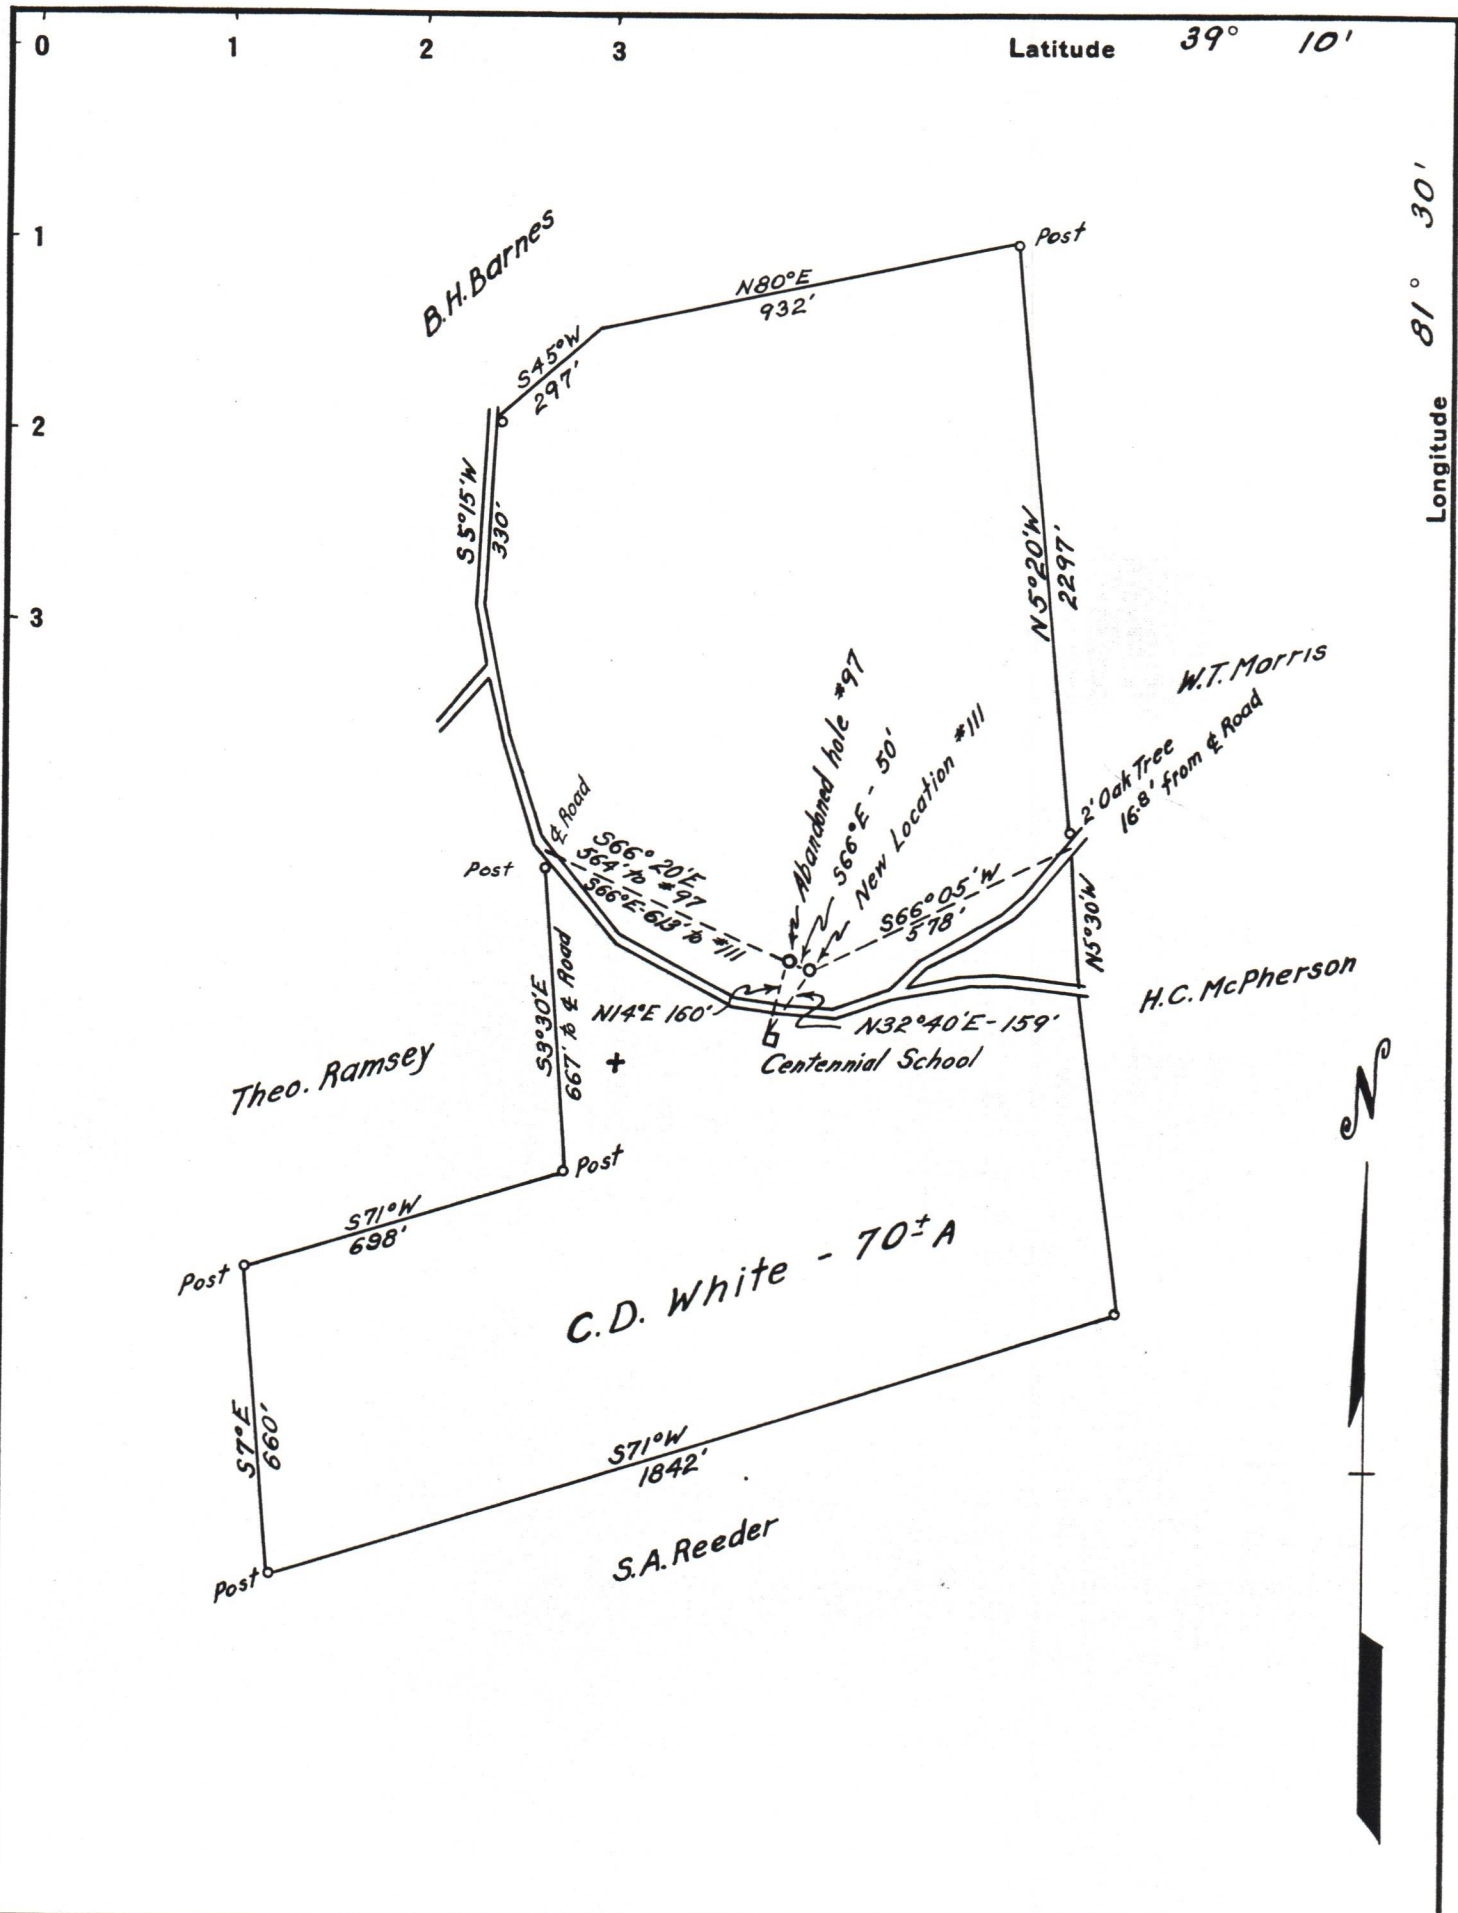 0 1 2 3 Latitude 39° 10'
1
2
3
81° 30'
Longitude
B.H. Barnes
Post
N80°E
932'
S45°W
297'
S5°15'W
330'
N5°20'W
2297'
W.T. Morris
2' Oak Tree
16.8' from ℄ Road
Abandoned hole #97
S66°E - 50'
New Location #111
℄ Road
Post
S66°20'E
564' to #97
S66°E-613' to #111
S66°05'W
578'
N5°30'W
H.C. McPherson
N14°E 160'
N32°40'E-159'
Centennial School
S3°30'E
667' to ℄ Road
Theo. Ramsey
N
Post
S71°W
698'
Post
C.D. White - 70± A
S7°E
660'
S71°W
1842'
S.A. Reeder
Post